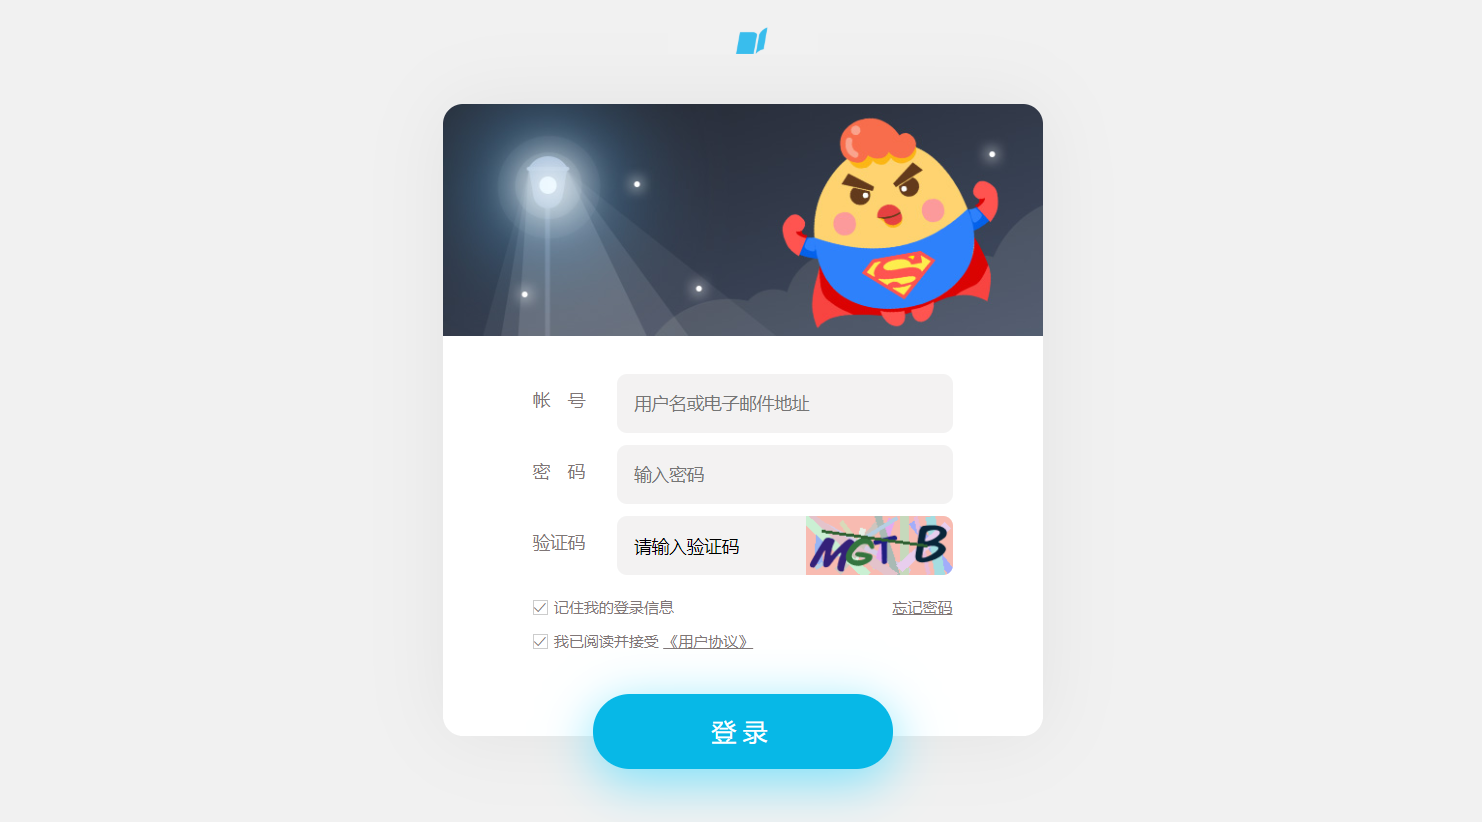 帐 号 用户名或电子邮件地址
密 码 输入密码
验证码 请输入验证码 MGTB
记住我的登录信息 忘记密码
我已阅读并接受 《用户协议》
登录